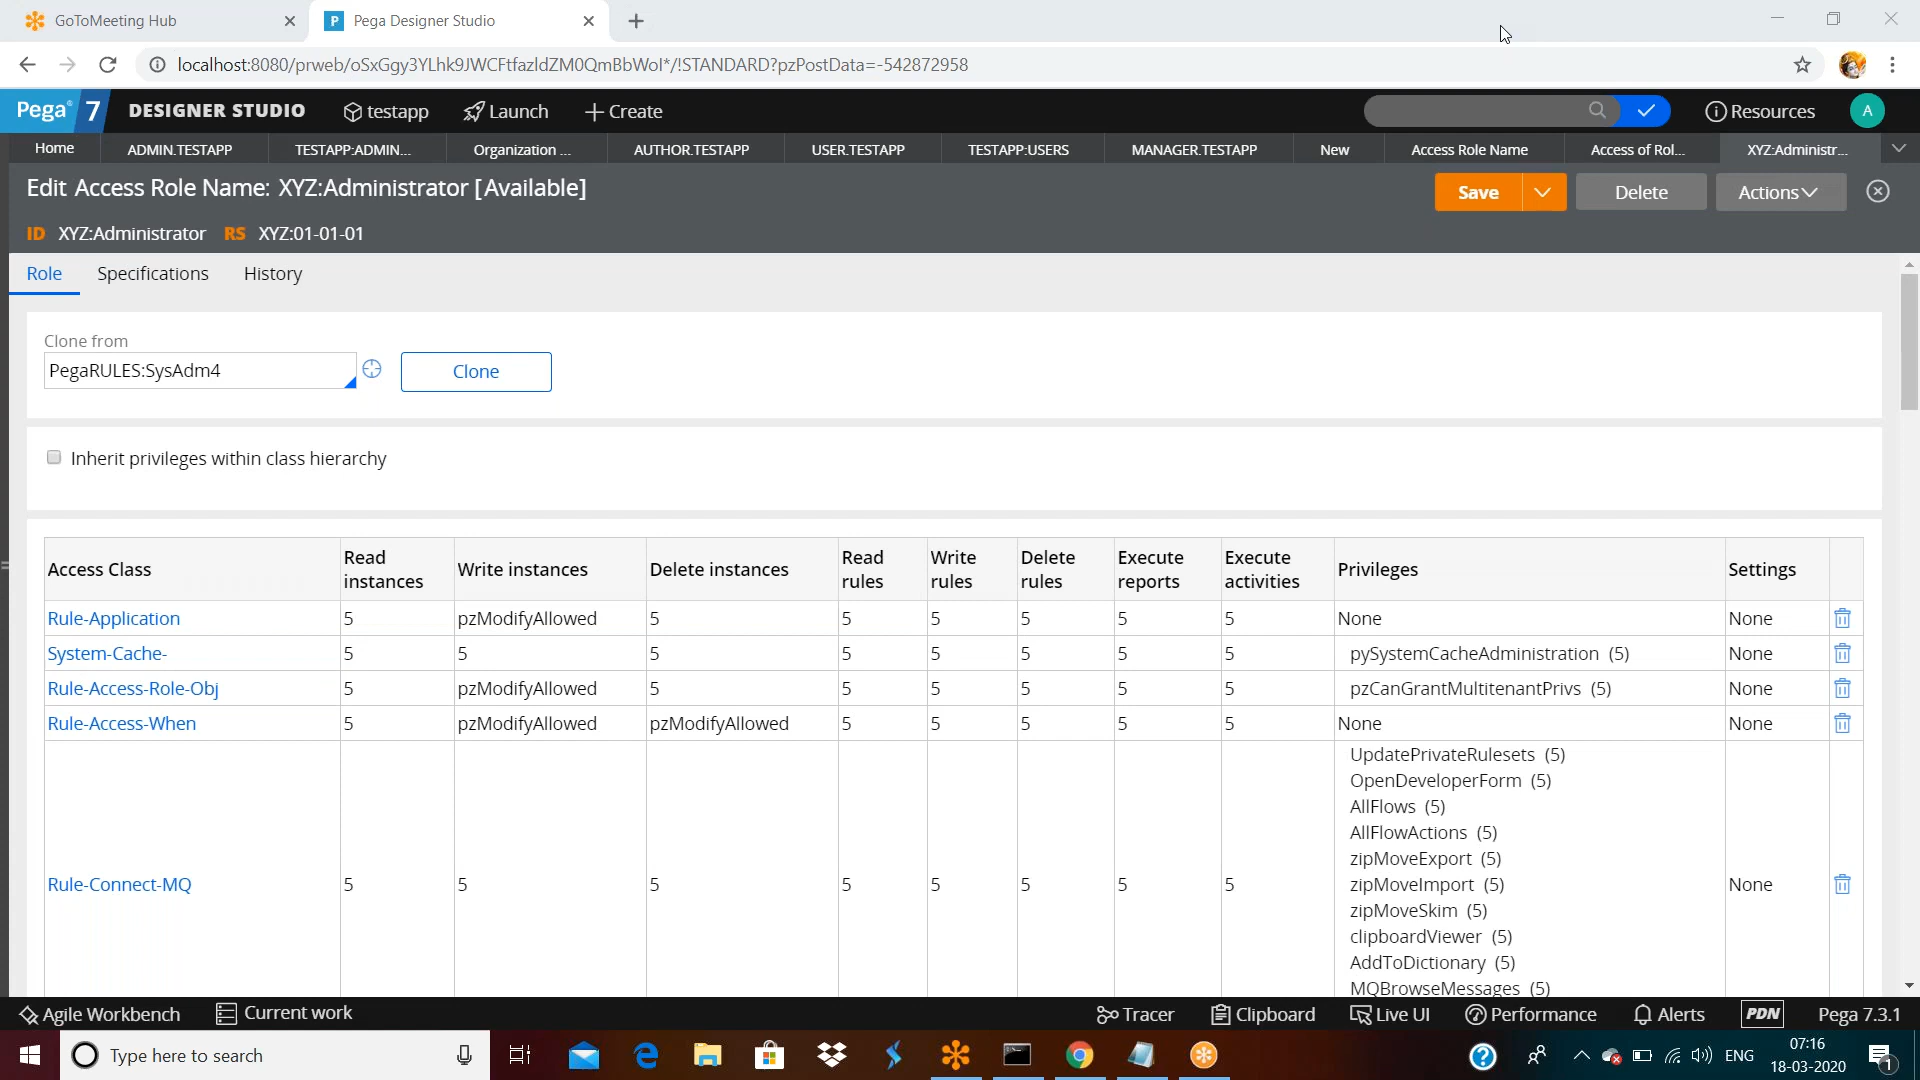 GoToMeeting Hub
P Pega Designer Studio
localhost:8080/prweb/oSxGgy3YLhk9JWCFtfazldZM0QmBbWoI*/!STANDARD?pzPostData=-542872958
Pega 7 DESIGNER STUDIO testapp Launch Create Resources A
Home ADMIN.TESTAPP TESTAPP:ADMIN... Organization ... AUTHOR.TESTAPP USER.TESTAPP TESTAPP:USERS MANAGER.TESTAPP New Access Role Name Access of Rol... XYZ:Administr...
Edit Access Role Name: XYZ:Administrator [Available] Save Delete Actions
ID XYZ:Administrator RS XYZ:01-01-01
Role Specifications History
Clone from
PegaRULES:SysAdm4 Clone
Inherit privileges within class hierarchy
Access Class Read instances Write instances Delete instances Read rules Write rules Delete rules Execute reports Execute activities Privileges Settings
Rule-Application 5 pzModifyAllowed 5 5 5 5 5 5 None None
System-Cache- 5 5 5 5 5 5 5 5 pySystemCacheAdministration (5) None
Rule-Access-Role-Obj 5 pzModifyAllowed 5 5 5 5 5 5 pzCanGrantMultitenantPrivs (5) None
Rule-Access-When 5 pzModifyAllowed pzModifyAllowed 5 5 5 5 5 None None
UpdatePrivateRulesets (5)
OpenDeveloperForm (5)
AllFlows (5)
AllFlowActions (5)
zipMoveExport (5)
Rule-Connect-MQ 5 5 5 5 5 5 5 5 zipMoveImport (5) None
zipMoveSkim (5)
clipboardViewer (5)
AddToDictionary (5)
MQBrowseMessages (5)
Agile Workbench Current work Tracer Clipboard Live UI Performance Alerts PDN Pega 7.3.1
Type here to search ENG 07:16
18-03-2020 1